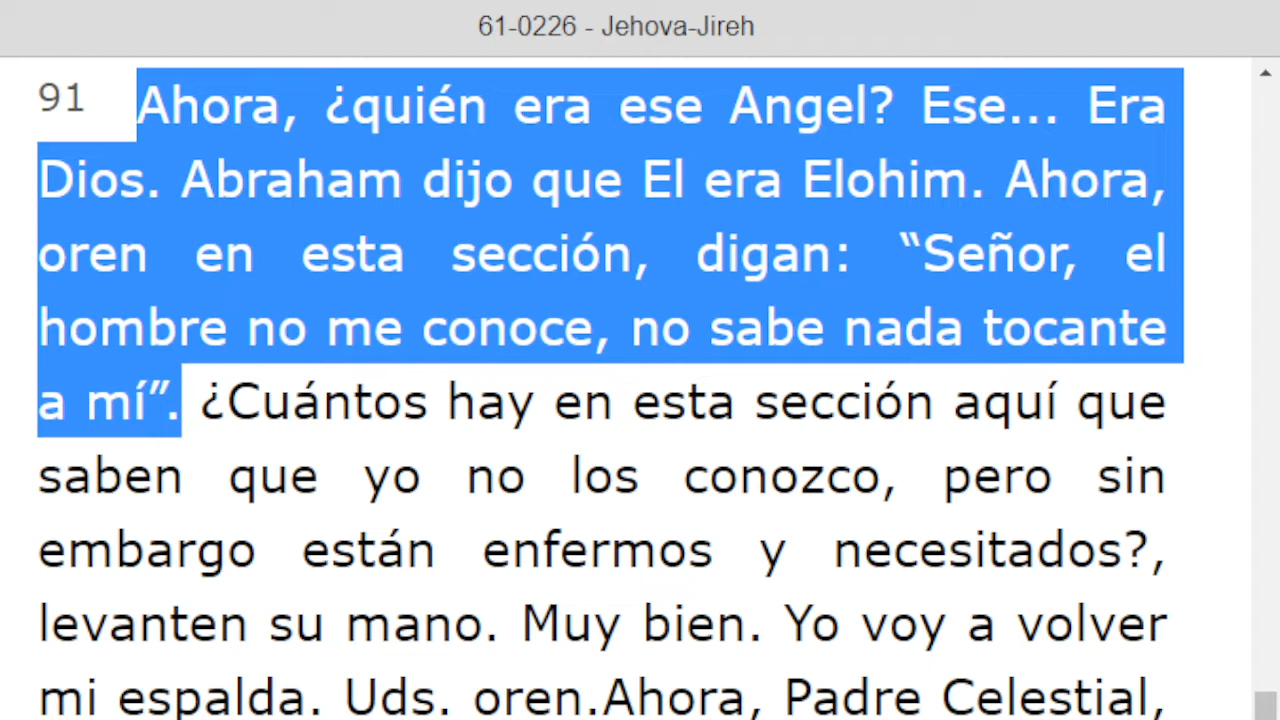 61-0226 - Jehova-Jireh
91 Ahora, ¿quién era ese Angel? Ese... Era
Dios. Abraham dijo que El era Elohim. Ahora,
oren en esta sección, digan: “Señor, el
hombre no me conoce, no sabe nada tocante
a mí”. ¿Cuántos hay en esta sección aquí que
saben que yo no los conozco, pero sin
embargo están enfermos y necesitados?,
levanten su mano. Muy bien. Yo voy a volver
mi espalda. Uds. oren.Ahora, Padre Celestial,